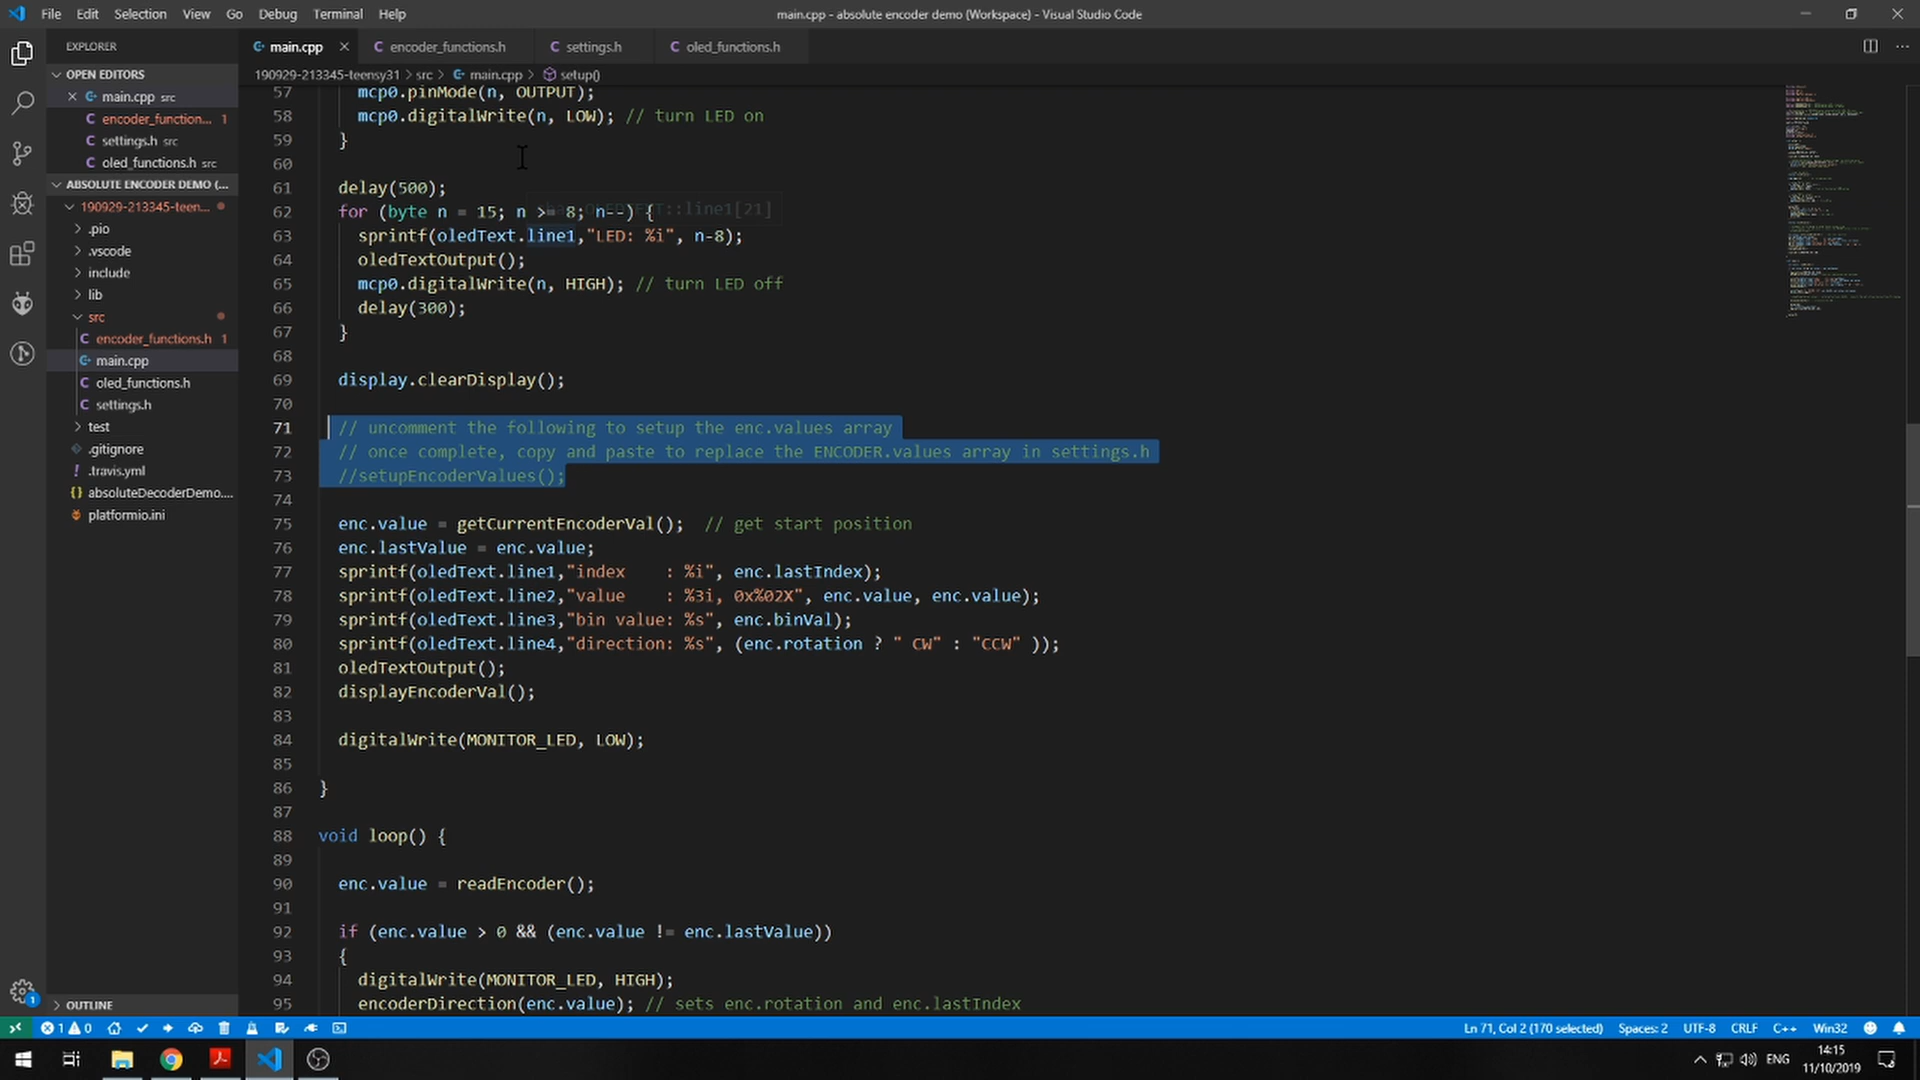 File Edit Selection View Go Debug Terminal Help
main.cpp - absolute encoder demo (Workspace) - Visual Studio Code
EXPLORER
main.cpp
encoder_functions.h
settings.h
oled_functions.h
OPEN EDITORS
main.cpp src
encoder_function... 1
settings.h src
oled_functions.h src
ABSOLUTE ENCODER DEMO (...
190929-213345-teen...
.pio
.vscode
include
lib
src
encoder_functions.h 1
main.cpp
oled_functions.h
settings.h
test
.gitignore
.travis.yml
absoluteDecoderDemo....
platformio.ini
OUTLINE
190929-213345-teensy31 > src > main.cpp > setup()
57 mcp0.pinMode(n, OUTPUT);
58 mcp0.digitalWrite(n, LOW); // turn LED on
59 }
60
61 delay(500);
62 for (byte n = 15; n >= 8; n--) {
63 sprintf(oledText.line1,"LED: %i", n-8);
64 oledTextOutput();
65 mcp0.digitalWrite(n, HIGH); // turn LED off
66 delay(300);
67 }
68
69 display.clearDisplay();
70
71 // uncomment the following to setup the enc.values array
72 // once complete, copy and paste to replace the ENCODER.values array in settings.h
73 //setupEncoderValues();
74
75 enc.value = getCurrentEncoderVal(); // get start position
76 enc.lastValue = enc.value;
77 sprintf(oledText.line1,"index    : %i", enc.lastIndex);
78 sprintf(oledText.line2,"value    : %3i, 0x%02X", enc.value, enc.value);
79 sprintf(oledText.line3,"bin value: %s", enc.binVal);
80 sprintf(oledText.line4,"direction: %s", (enc.rotation ? " CW" : "CCW" ));
81 oledTextOutput();
82 displayEncoderVal();
83
84 digitalWrite(MONITOR_LED, LOW);
85
86 }
87
88 void loop() {
89
90 enc.value = readEncoder();
91
92 if (enc.value > 0 && (enc.value != enc.lastValue))
93 {
94 digitalWrite(MONITOR_LED, HIGH);
95 encoderDirection(enc.value); // sets enc.rotation and enc.lastIndex
1
1 0
Ln 71, Col 2 (170 selected) Spaces: 2 UTF-8 CRLF C++ Win32
ENG
14:15
11/10/2019